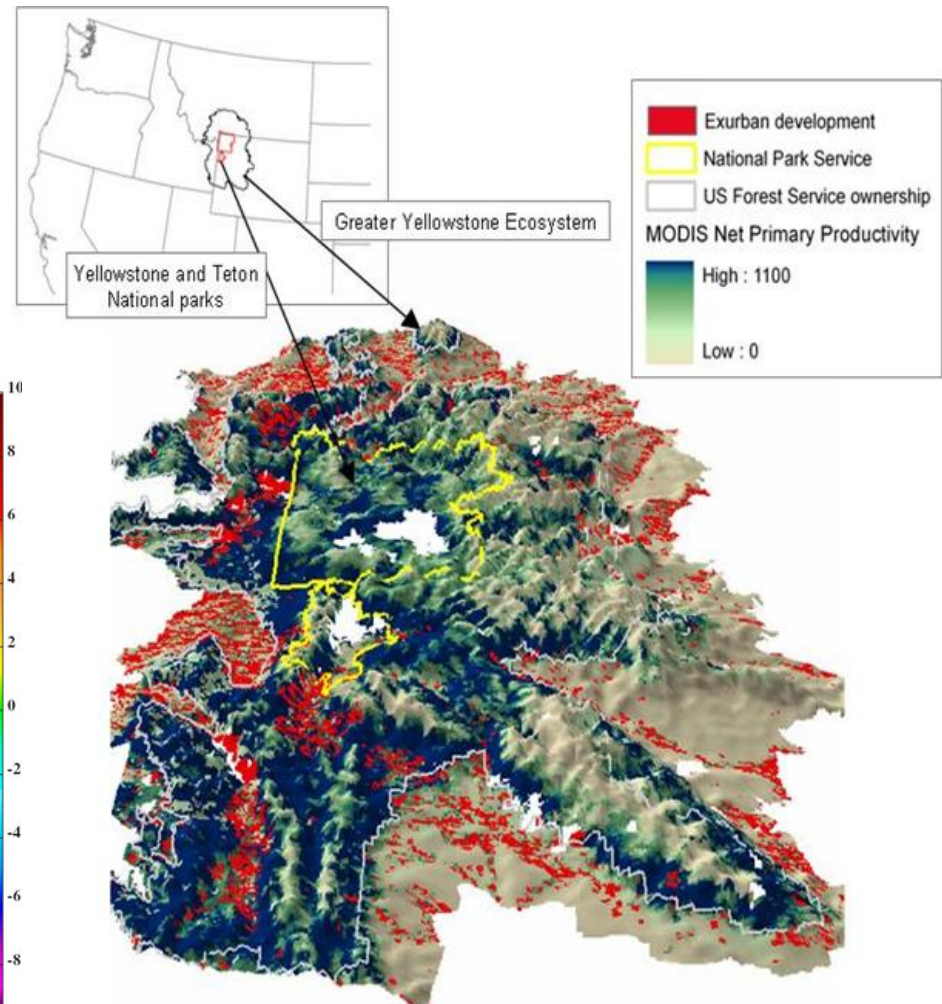 Exurban development
National Park Service
US Forest Service ownership
MODIS Net Primary Productivity
High : 1100
Low : 0
Greater Yellowstone Ecosystem
Yellowstone and Teton
National parks
10
8
6
4
2
0
-2
-4
-6
-8